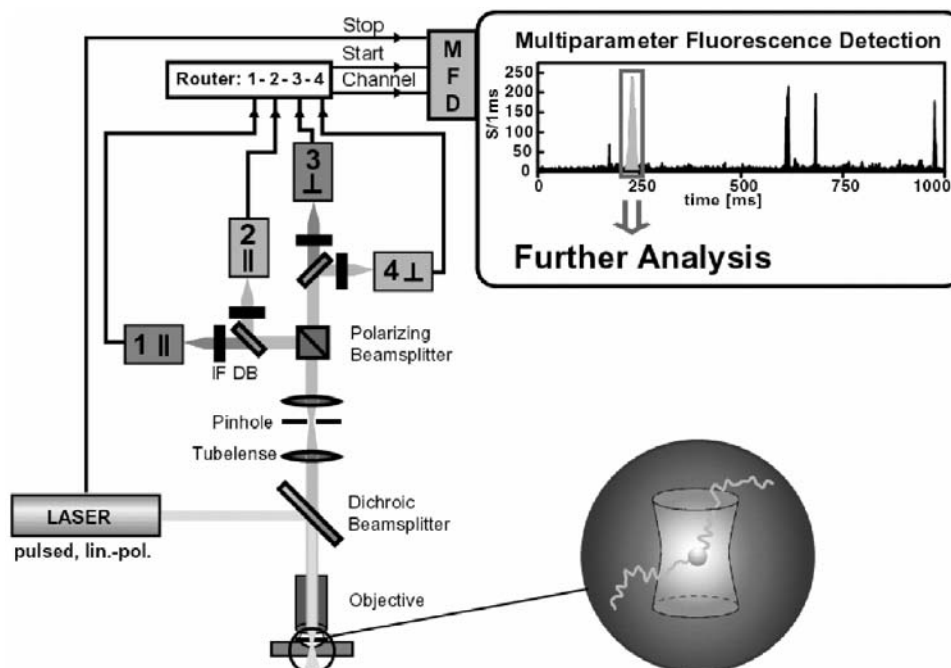 Stop
Start
Router: 1 - 2 - 3 - 4
Channel
M
F
D
Multiparameter Fluorescence Detection
S/1ms
250
200
150
100
50
0
0
250
500
750
1000
time [ms]
Further Analysis
3
⊥
2
||
4 ⊥
1 ||
IF DB
Polarizing
Beamsplitter
Pinhole
Tubelense
LASER
pulsed, lin.-pol.
Dichroic
Beamsplitter
Objective